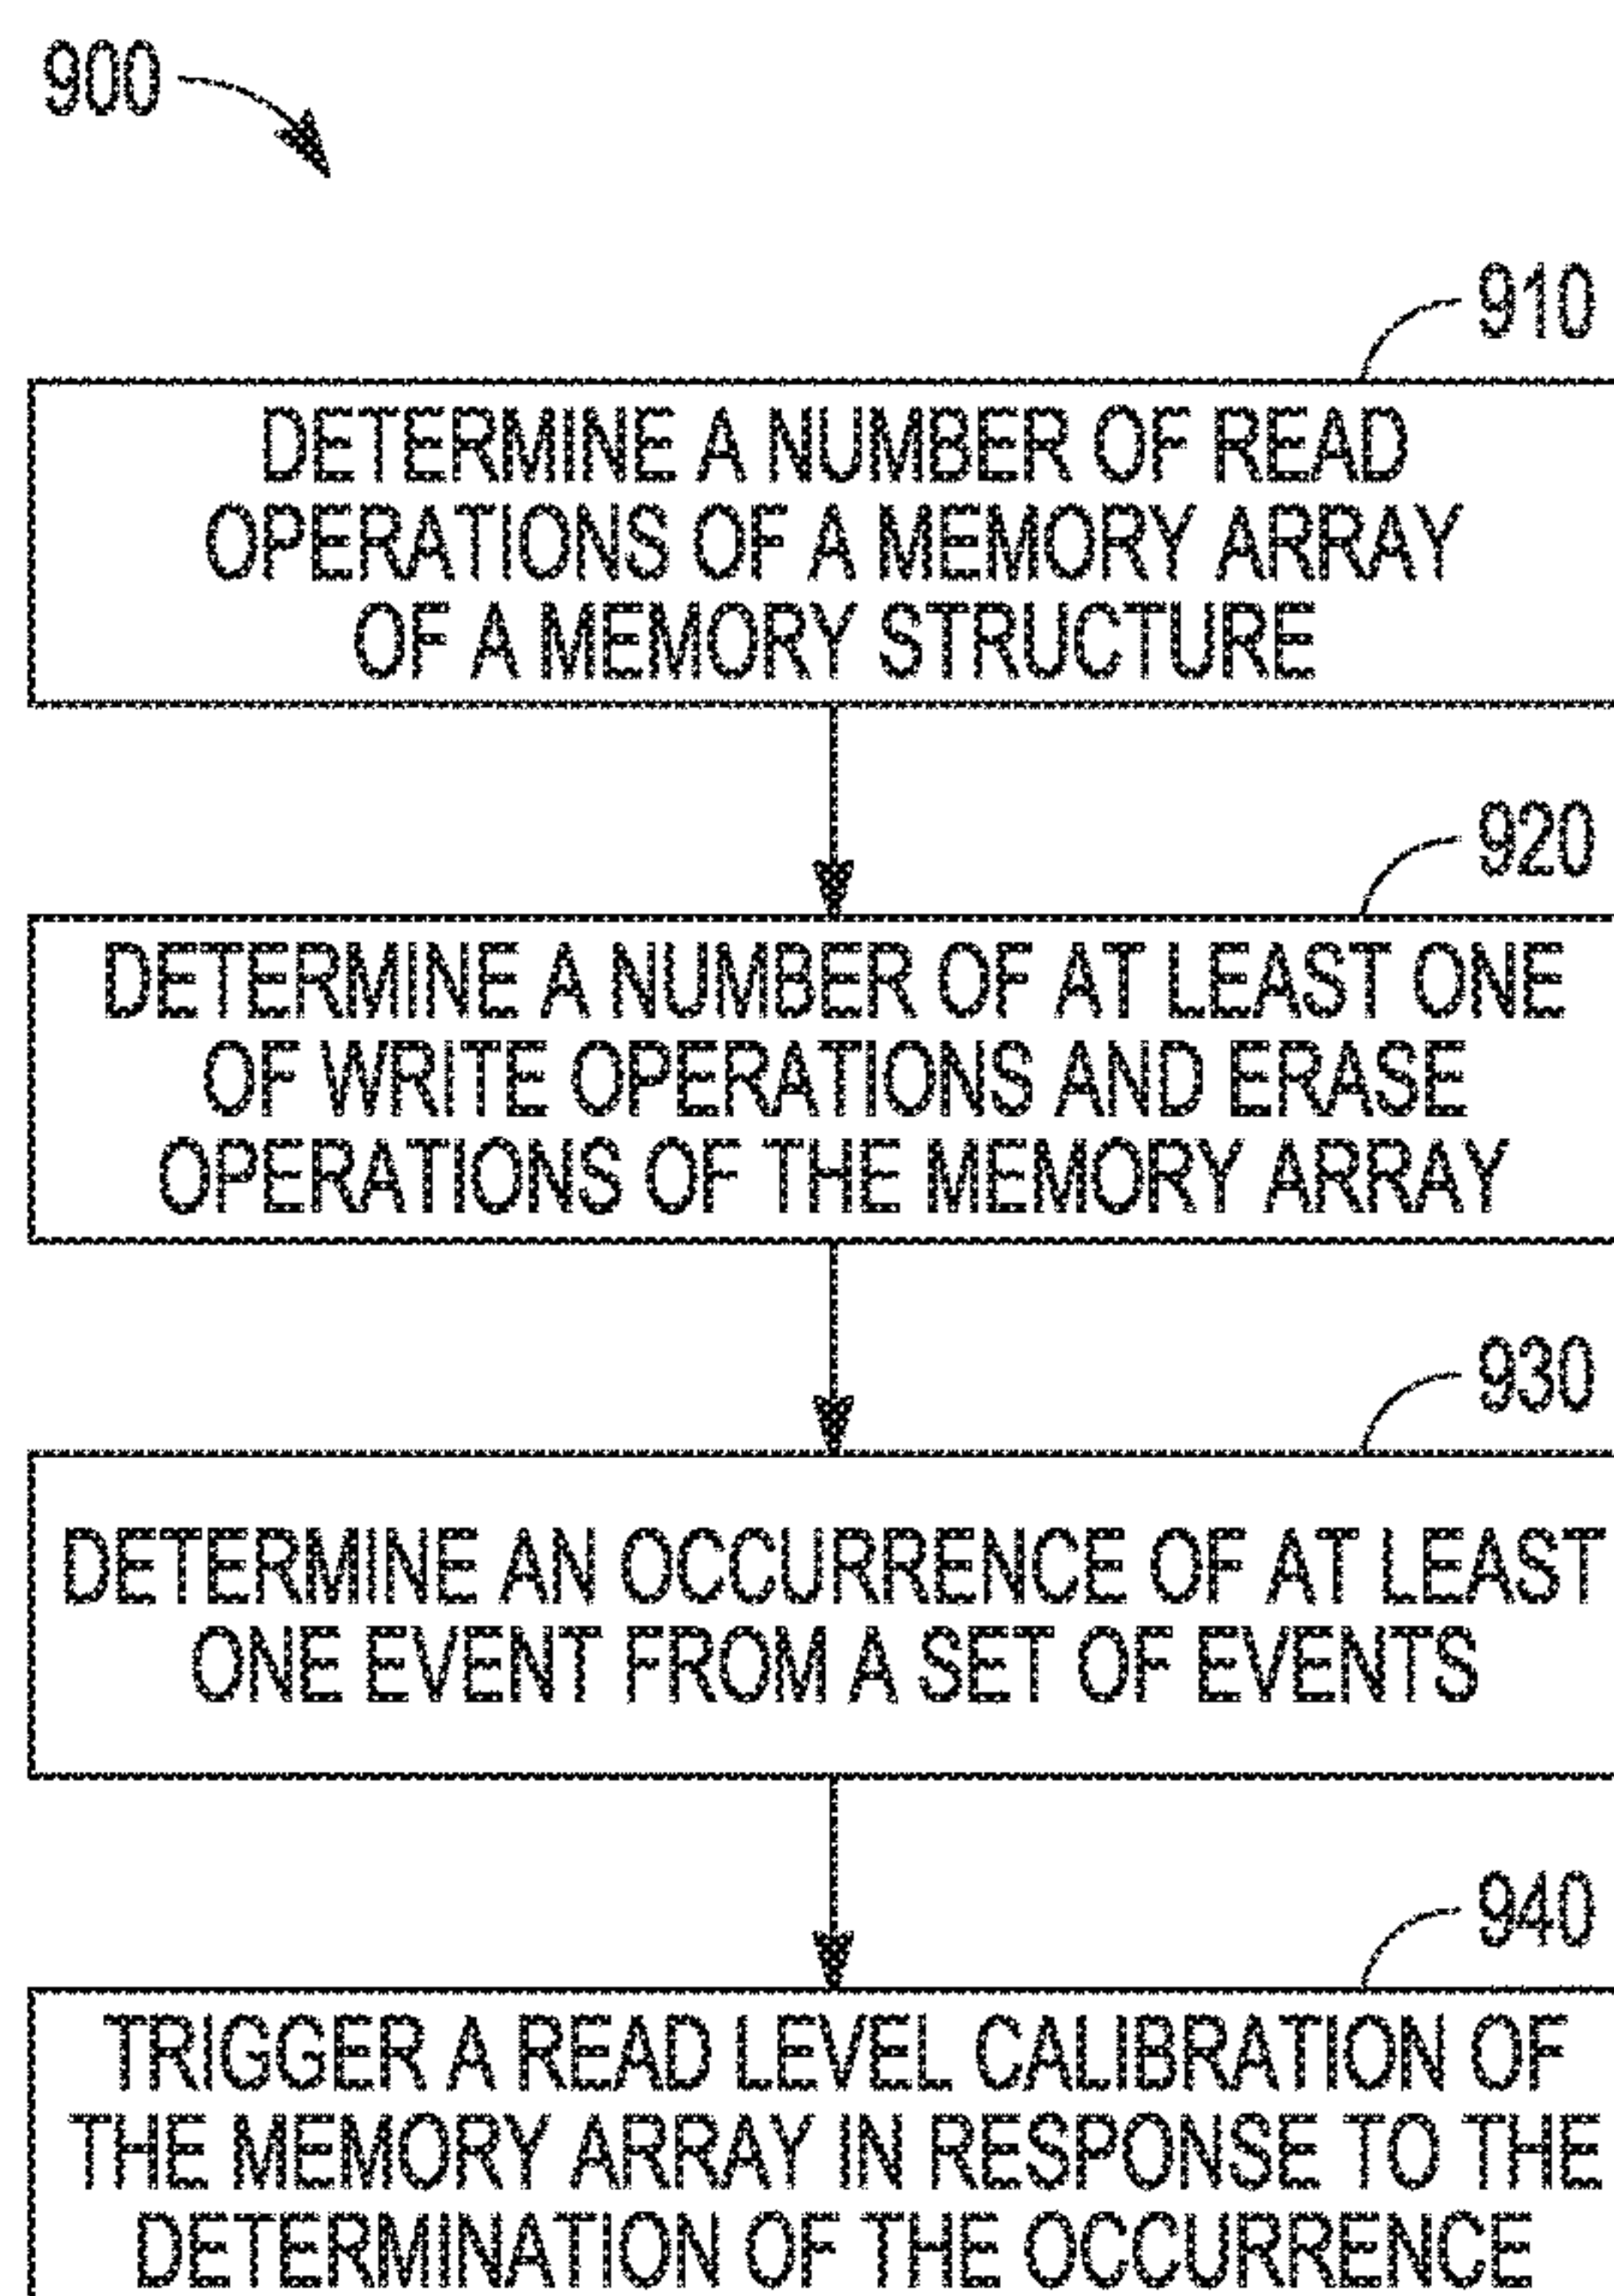 900
910
DETERMINE A NUMBER OF READ
OPERATIONS OF A MEMORY ARRAY
OF A MEMORY STRUCTURE
920
DETERMINE A NUMBER OF AT LEAST ONE
OF WRITE OPERATIONS AND ERASE
OPERATIONS OF THE MEMORY ARRAY
930
DETERMINE AN OCCURRENCE OF AT LEAST
ONE EVENT FROM A SET OF EVENTS
940
TRIGGER A READ LEVEL CALIBRATION OF
THE MEMORY ARRAY IN RESPONSE TO THE
DETERMINATION OF THE OCCURRENCE